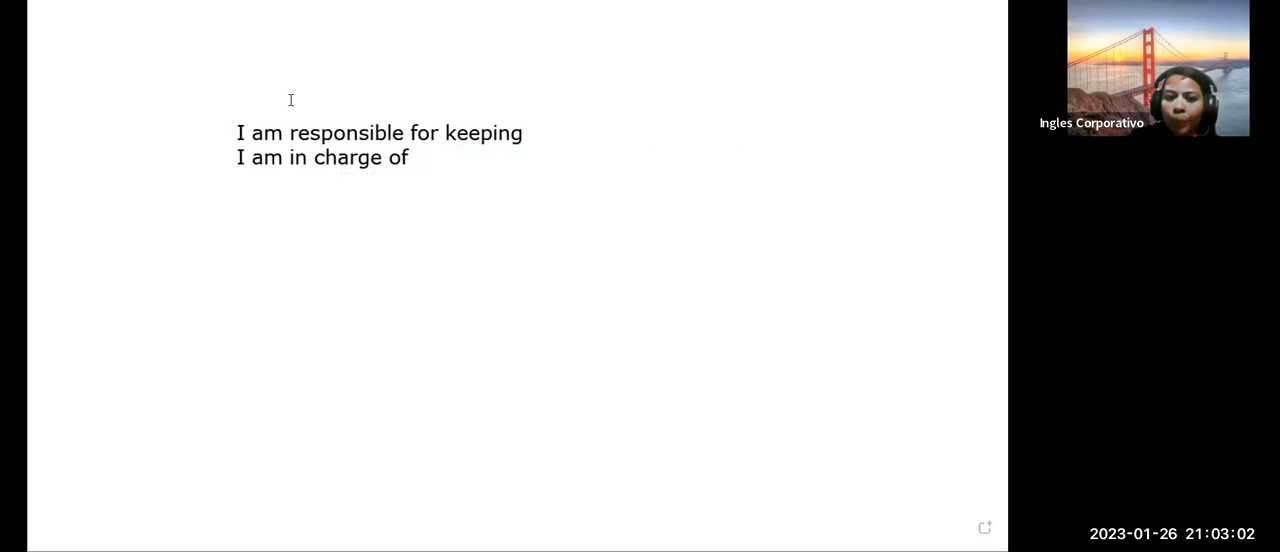 I am responsible for keeping
I am in charge of
Ingles Corporativo
2023-01-26 21:03:02